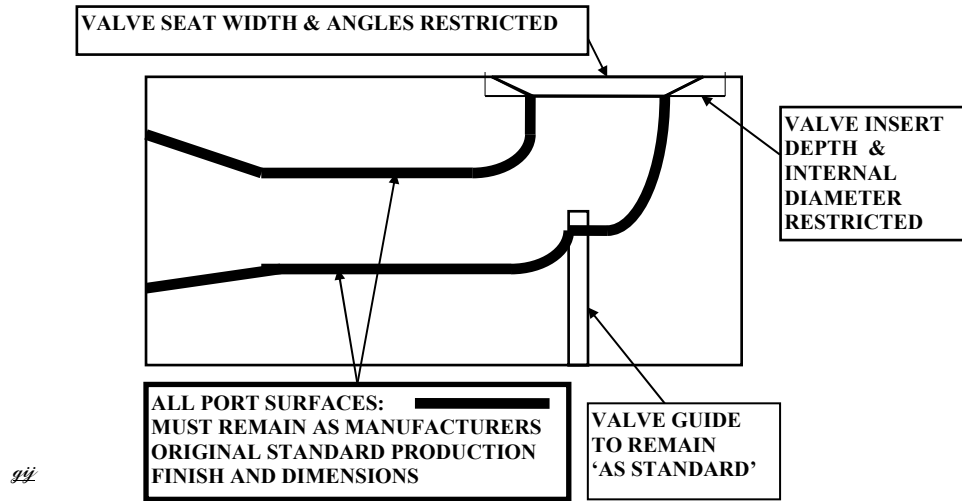 VALVE SEAT WIDTH & ANGLES RESTRICTED
VALVE INSERT
DEPTH &
INTERNAL
DIAMETER
RESTRICTED
ALL PORT SURFACES:
MUST REMAIN AS MANUFACTURERS
ORIGINAL STANDARD PRODUCTION
FINISH AND DIMENSIONS
VALVE GUIDE
TO REMAIN
‘AS STANDARD’
gij